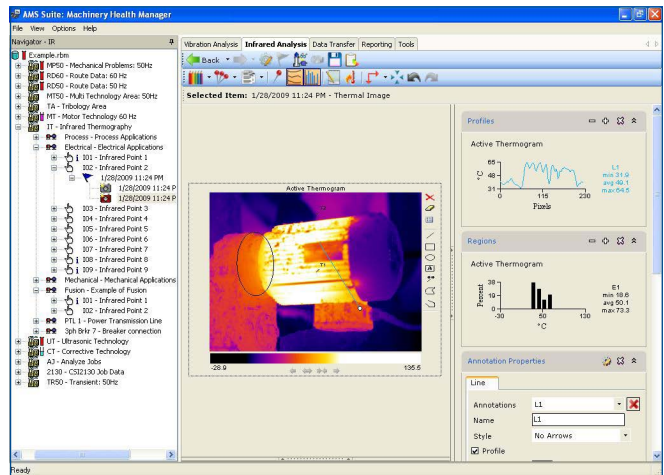 AMS Suite: Machinery Health Manager
File View Options Help
Navigator - IR
Example.rbm
MP50 - Mechanical Problems: 50Hz
RD60 - Route Data: 60 Hz
RD50 - Route Data: 50 Hz
MT50 - Multi Technology Area: 50Hz
TA - Tribology Area
MT - Motor Technology 60 Hz
IT - Infrared Thermography
Process - Process Applications
Electrical - Electrical Applications
I01 - Infrared Point 1
I02 - Infrared Point 2
1/28/2009 11:24 PM
1/28/2009 11:24 P
1/28/2009 11:24 P
I03 - Infrared Point 3
I04 - Infrared Point 4
I05 - Infrared Point 5
I06 - Infrared Point 6
I07 - Infrared Point 7
I08 - Infrared Point 8
I09 - Infrared Point 9
Mechanical - Mechanical Applications
Fusion - Example of Fusion
I01 - Infrared Point 1
I02 - Infrared Point 2
PTL 1 - Power Transmission Line
3ph Brkr 7 - Breaker connection
UT - Ultrasonic Technology
CT - Corrective Technology
AJ - Analyze Jobs
2130 - CSI2130 Job Data
TR50 - Transient: 50Hz
Ready
Vibration Analysis Infrared Analysis Data Transfer Reporting Tools
Back
Selected Item: 1/28/2009 11:24 PM - Thermal Image
Active Thermogram
-28.9 135.5
Profiles
Active Thermogram
°C
65
48
31
0 115 230
Pixels
L1
min 31.9
avg 49.1
max 64.5
Regions
Active Thermogram
Percent
38
19
0
-30 50 130
°C
E1
min 18.6
avg 50.1
max 73.3
Annotation Properties
Line
Annotations L1
Name L1
Style No Arrows
Profile